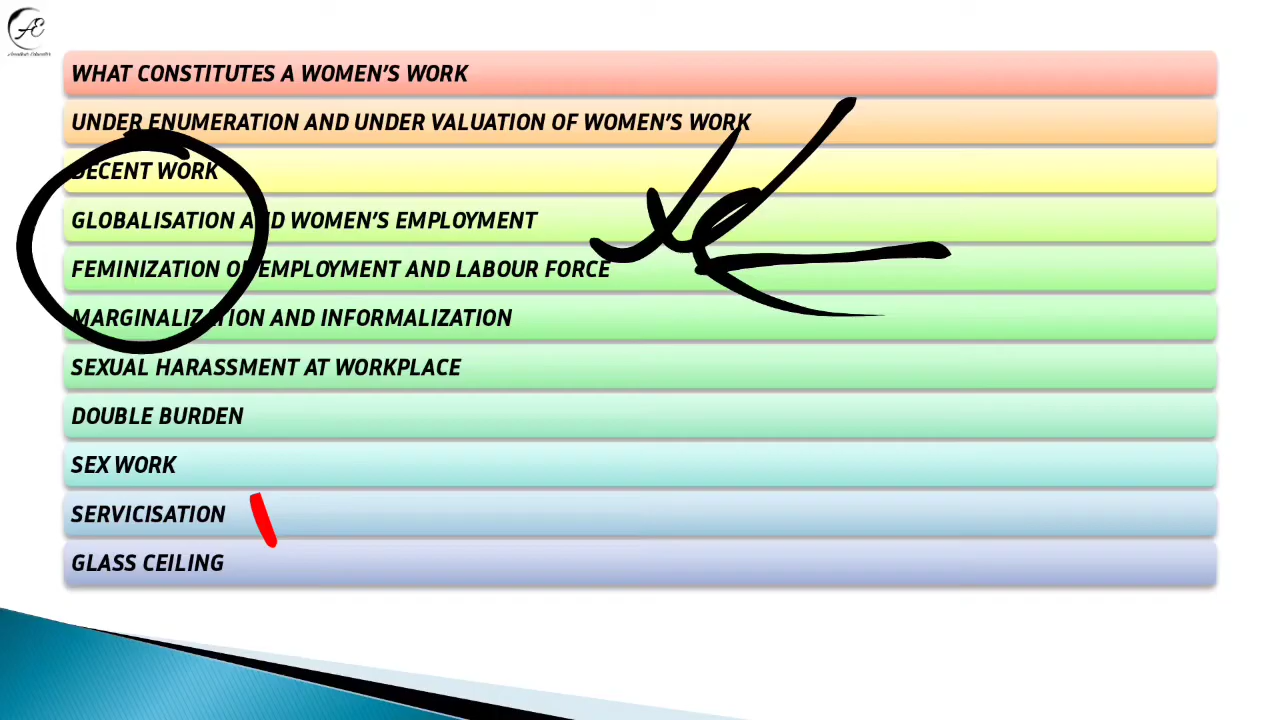 AE
WHAT CONSTITUTES A WOMEN'S WORK
UNDER ENUMERATION AND UNDER VALUATION OF WOMEN'S WORK
DECENT WORK
GLOBALISATION AND WOMEN'S EMPLOYMENT
FEMINIZATION OF EMPLOYMENT AND LABOUR FORCE
MARGINALIZATION AND INFORMALIZATION
SEXUAL HARASSMENT AT WORKPLACE
DOUBLE BURDEN
SEX WORK
SERVICISATION
GLASS CEILING